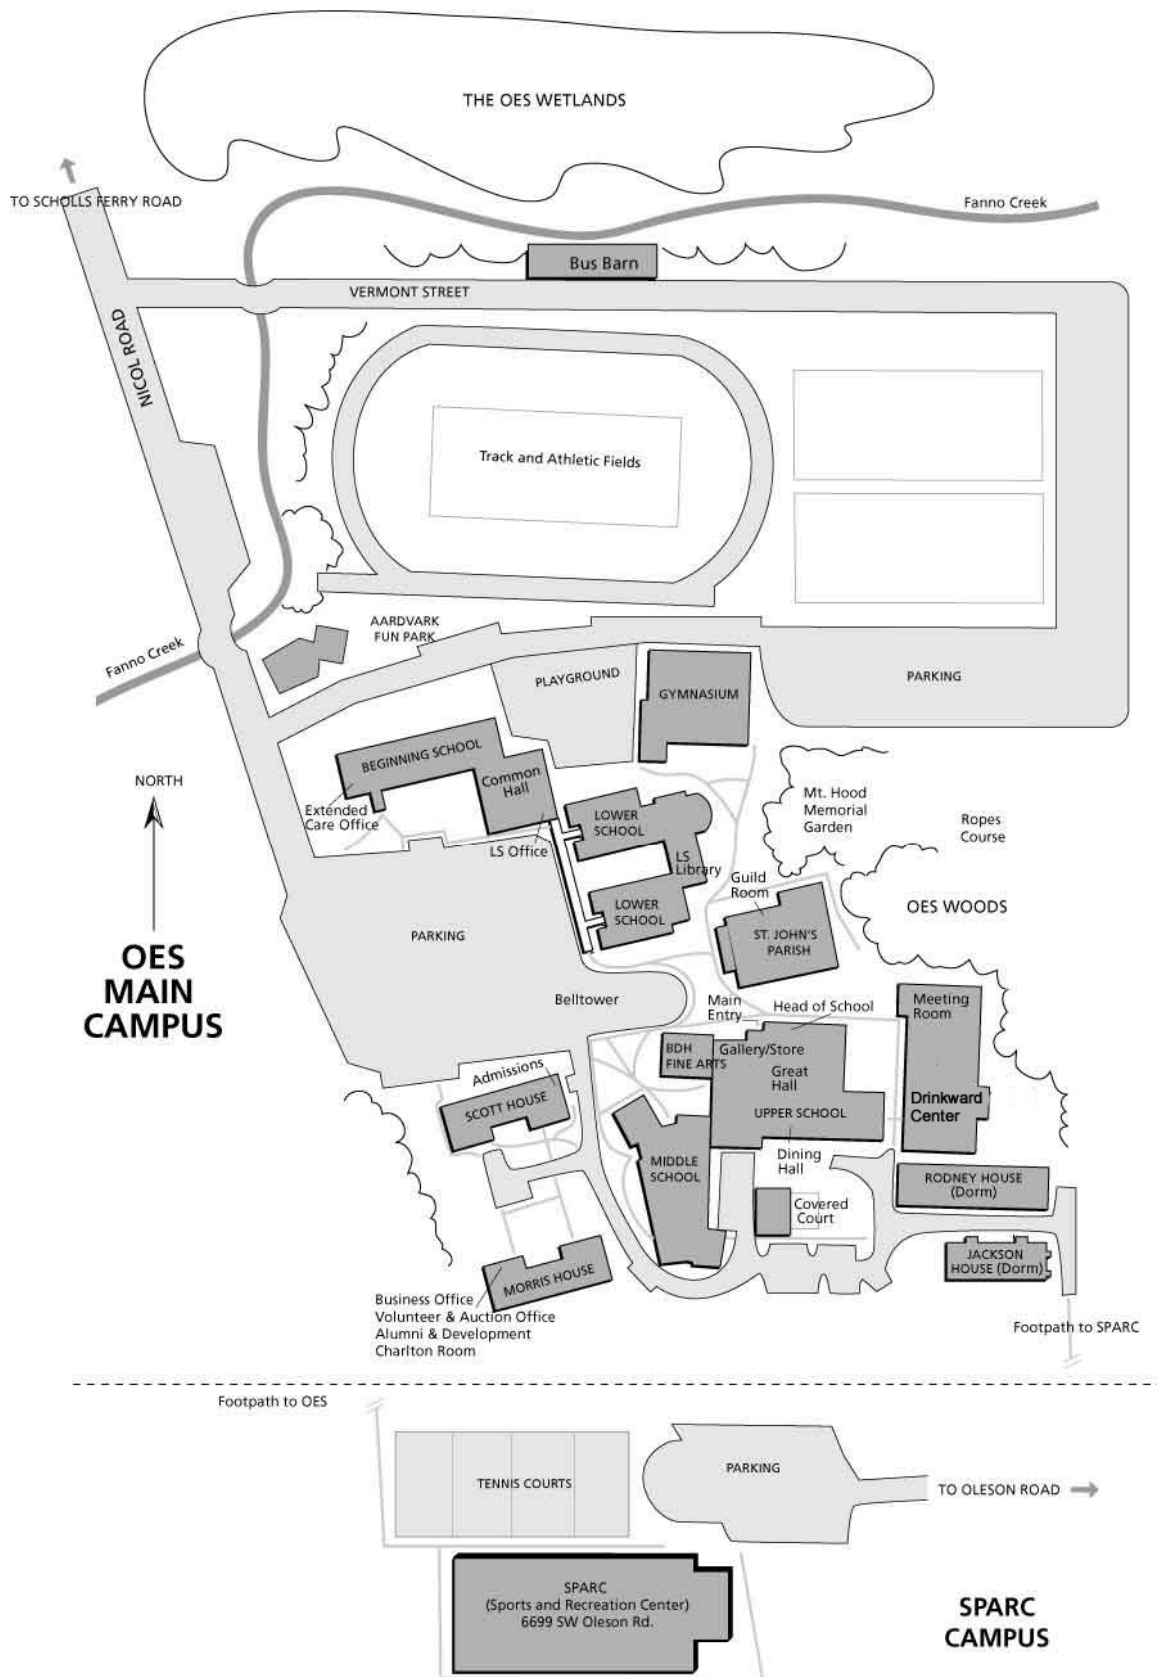 THE OES WETLANDS
TO SCHOLLS FERRY ROAD
Fanno Creek
Bus Barn
VERMONT STREET
NICOL ROAD
Track and Athletic Fields
AARDVARK
FUN PARK
Fanno Creek
PLAYGROUND
GYMNASIUM
PARKING
BEGINNING SCHOOL
Common
Hall
NORTH
Extended
Care Office
LS Office
LOWER
SCHOOL
LS
Library
Mt. Hood
Memorial
Garden
Ropes
Course
Guild
Room
LOWER
SCHOOL
OES WOODS
PARKING
ST. JOHN'S
PARISH
OES
MAIN
CAMPUS
Belltower
Main
Entry
Head of School
Meeting
Room
BDH
FINE ARTS
Gallery/Store
Great
Hall
Admissions
SCOTT HOUSE
UPPER SCHOOL
Drinkward
Center
MIDDLE
SCHOOL
Dining
Hall
RODNEY HOUSE
(Dorm)
Covered
Court
JACKSON
HOUSE (Dorm)
MORRIS HOUSE
Business Office
Volunteer & Auction Office
Alumni & Development
Charlton Room
Footpath to SPARC
Footpath to OES
TENNIS COURTS
PARKING
TO OLESON ROAD
SPARC
(Sports and Recreation Center)
6699 SW Oleson Rd.
SPARC
CAMPUS